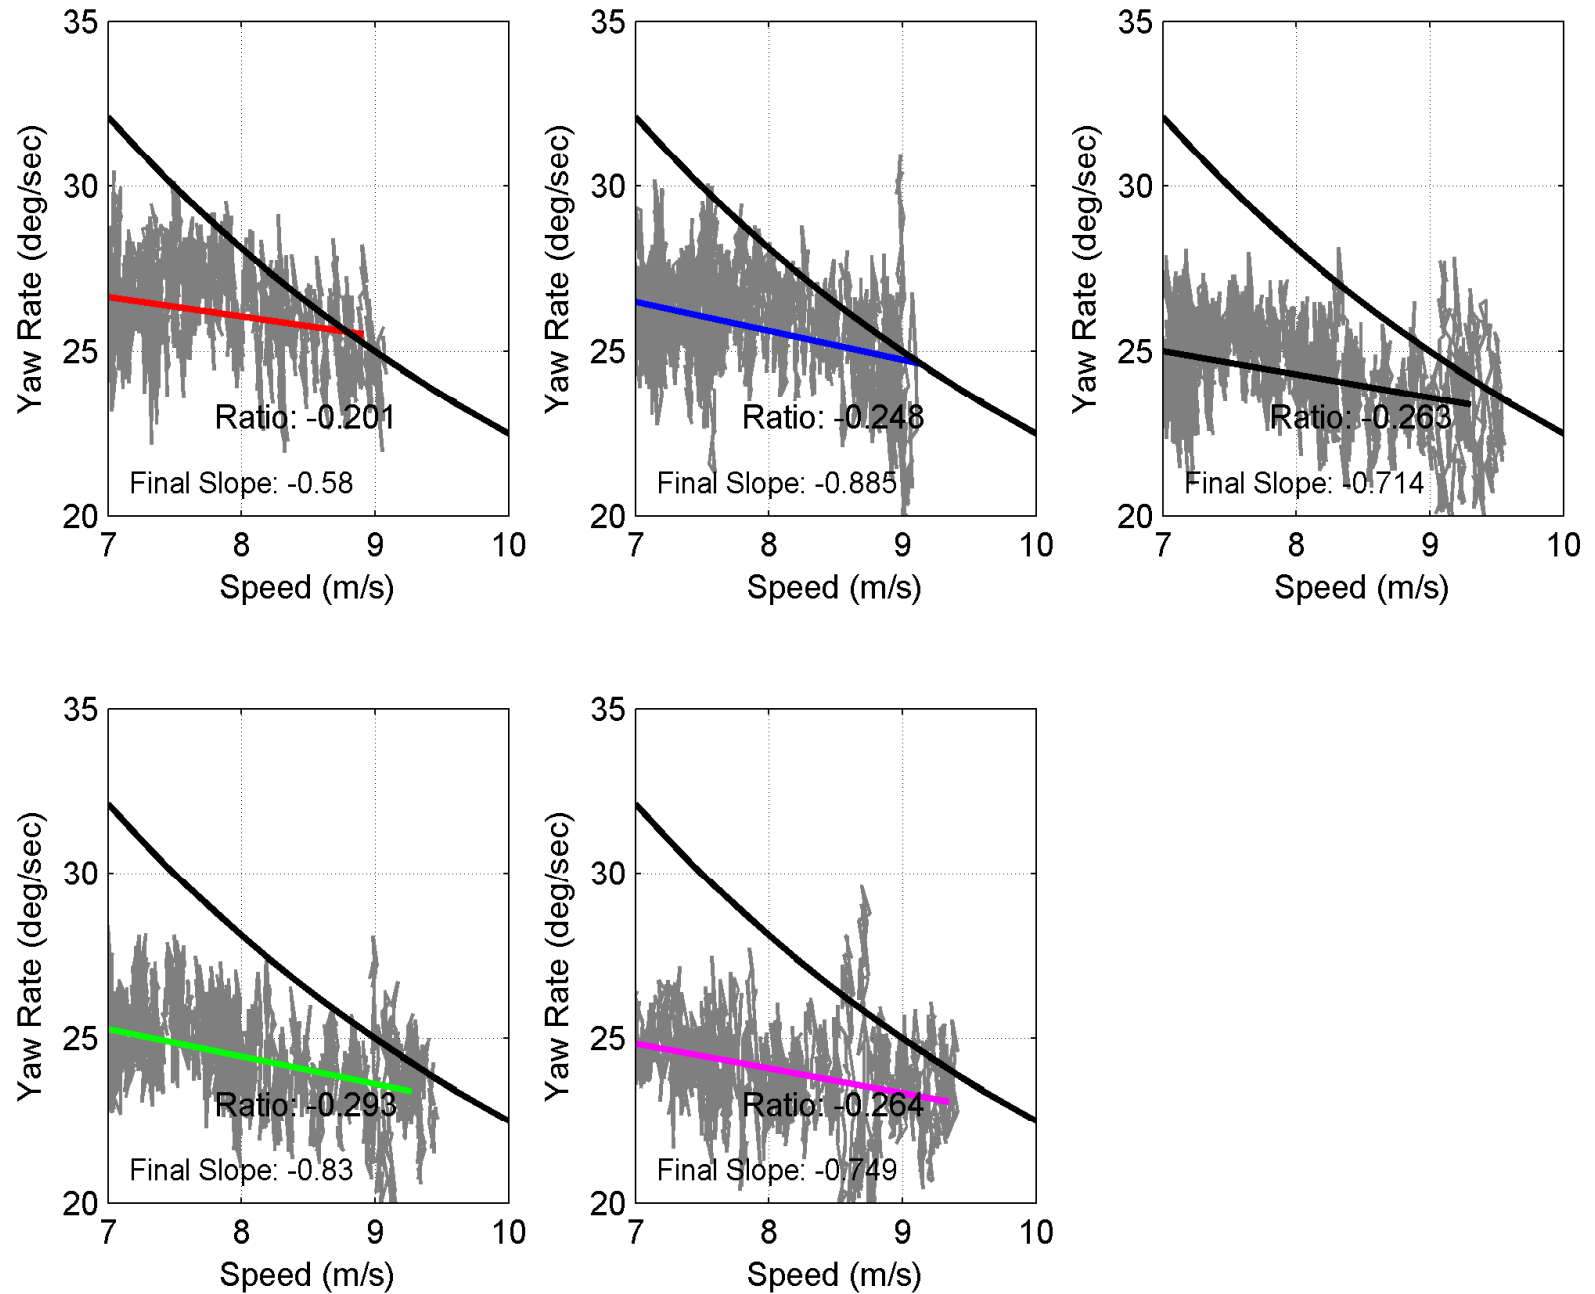 35
30
25
20
Yaw Rate (deg/sec)
Ratio: -0.201
Final Slope: -0.58
7 8 9 10
Speed (m/s)
35
30
25
20
Yaw Rate (deg/sec)
Ratio: -0.248
Final Slope: -0.885
7 8 9 10
Speed (m/s)
35
30
25
20
Yaw Rate (deg/sec)
Ratio: -0.263
Final Slope: -0.714
7 8 9 10
Speed (m/s)
35
30
25
20
Yaw Rate (deg/sec)
Ratio: -0.293
Final Slope: -0.83
7 8 9 10
Speed (m/s)
35
30
25
20
Yaw Rate (deg/sec)
Ratio: -0.264
Final Slope: -0.749
7 8 9 10
Speed (m/s)